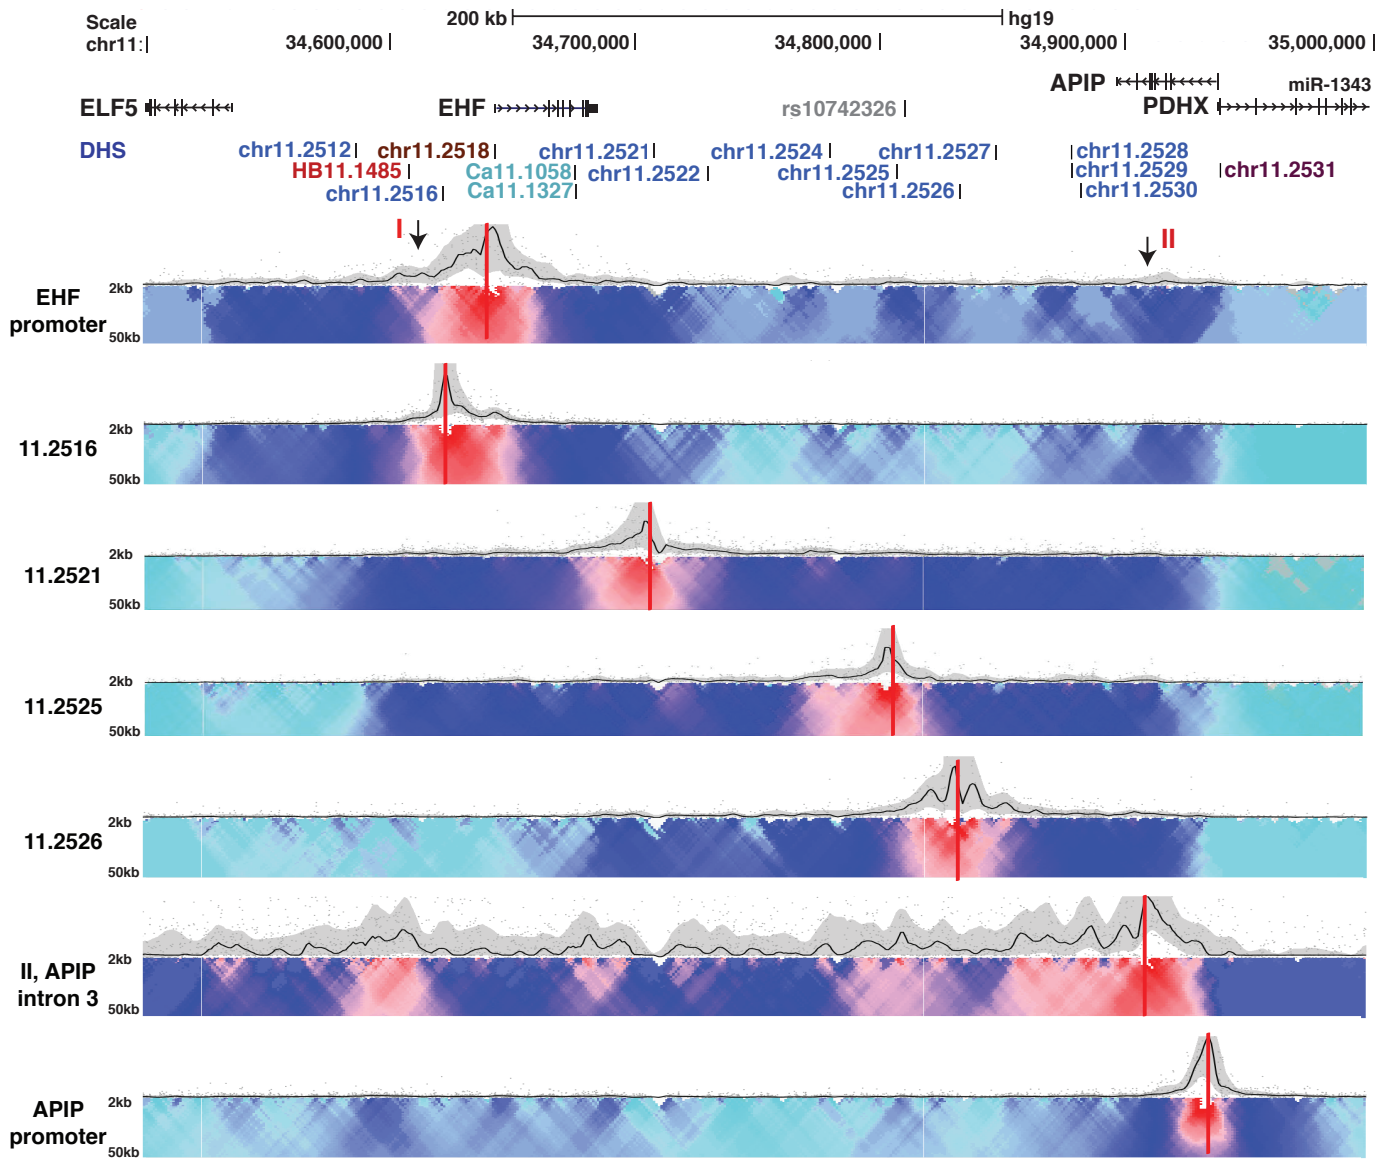 Scale 200 kb hg19
chr11: 34,600,000 34,700,000 34,800,000 34,900,000 35,000,000
APIP miR-1343
ELF5 EHF rs10742326 PDHX
DHS chr11.2512 chr11.2518 chr11.2521 chr11.2524 chr11.2527 chr11.2528
HB11.1485 Ca11.1058 chr11.2522 chr11.2525 chr11.2529 chr11.2531
chr11.2516 Ca11.1327 chr11.2526 chr11.2530
I II
EHF promoter
2kb
50kb
11.2516
2kb
50kb
11.2521
2kb
50kb
11.2525
2kb
50kb
11.2526
2kb
50kb
II, APIP intron 3
2kb
50kb
APIP promoter
2kb
50kb